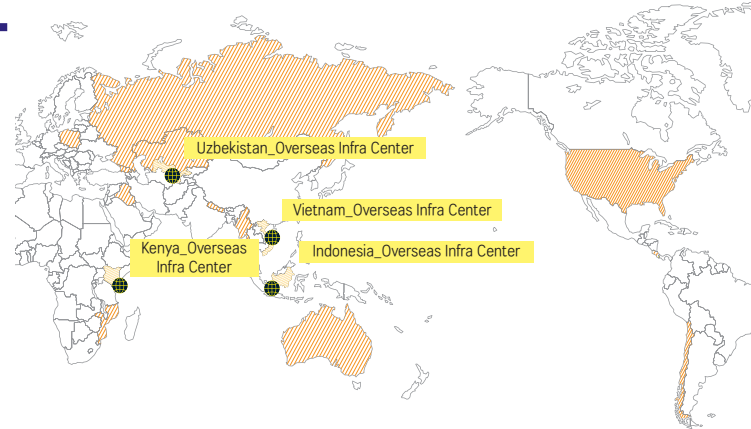 Uzbekistan_Overseas Infra Center
Vietnam_Overseas Infra Center
Kenya_Overseas
Infra Center
Indonesia_Overseas Infra Center